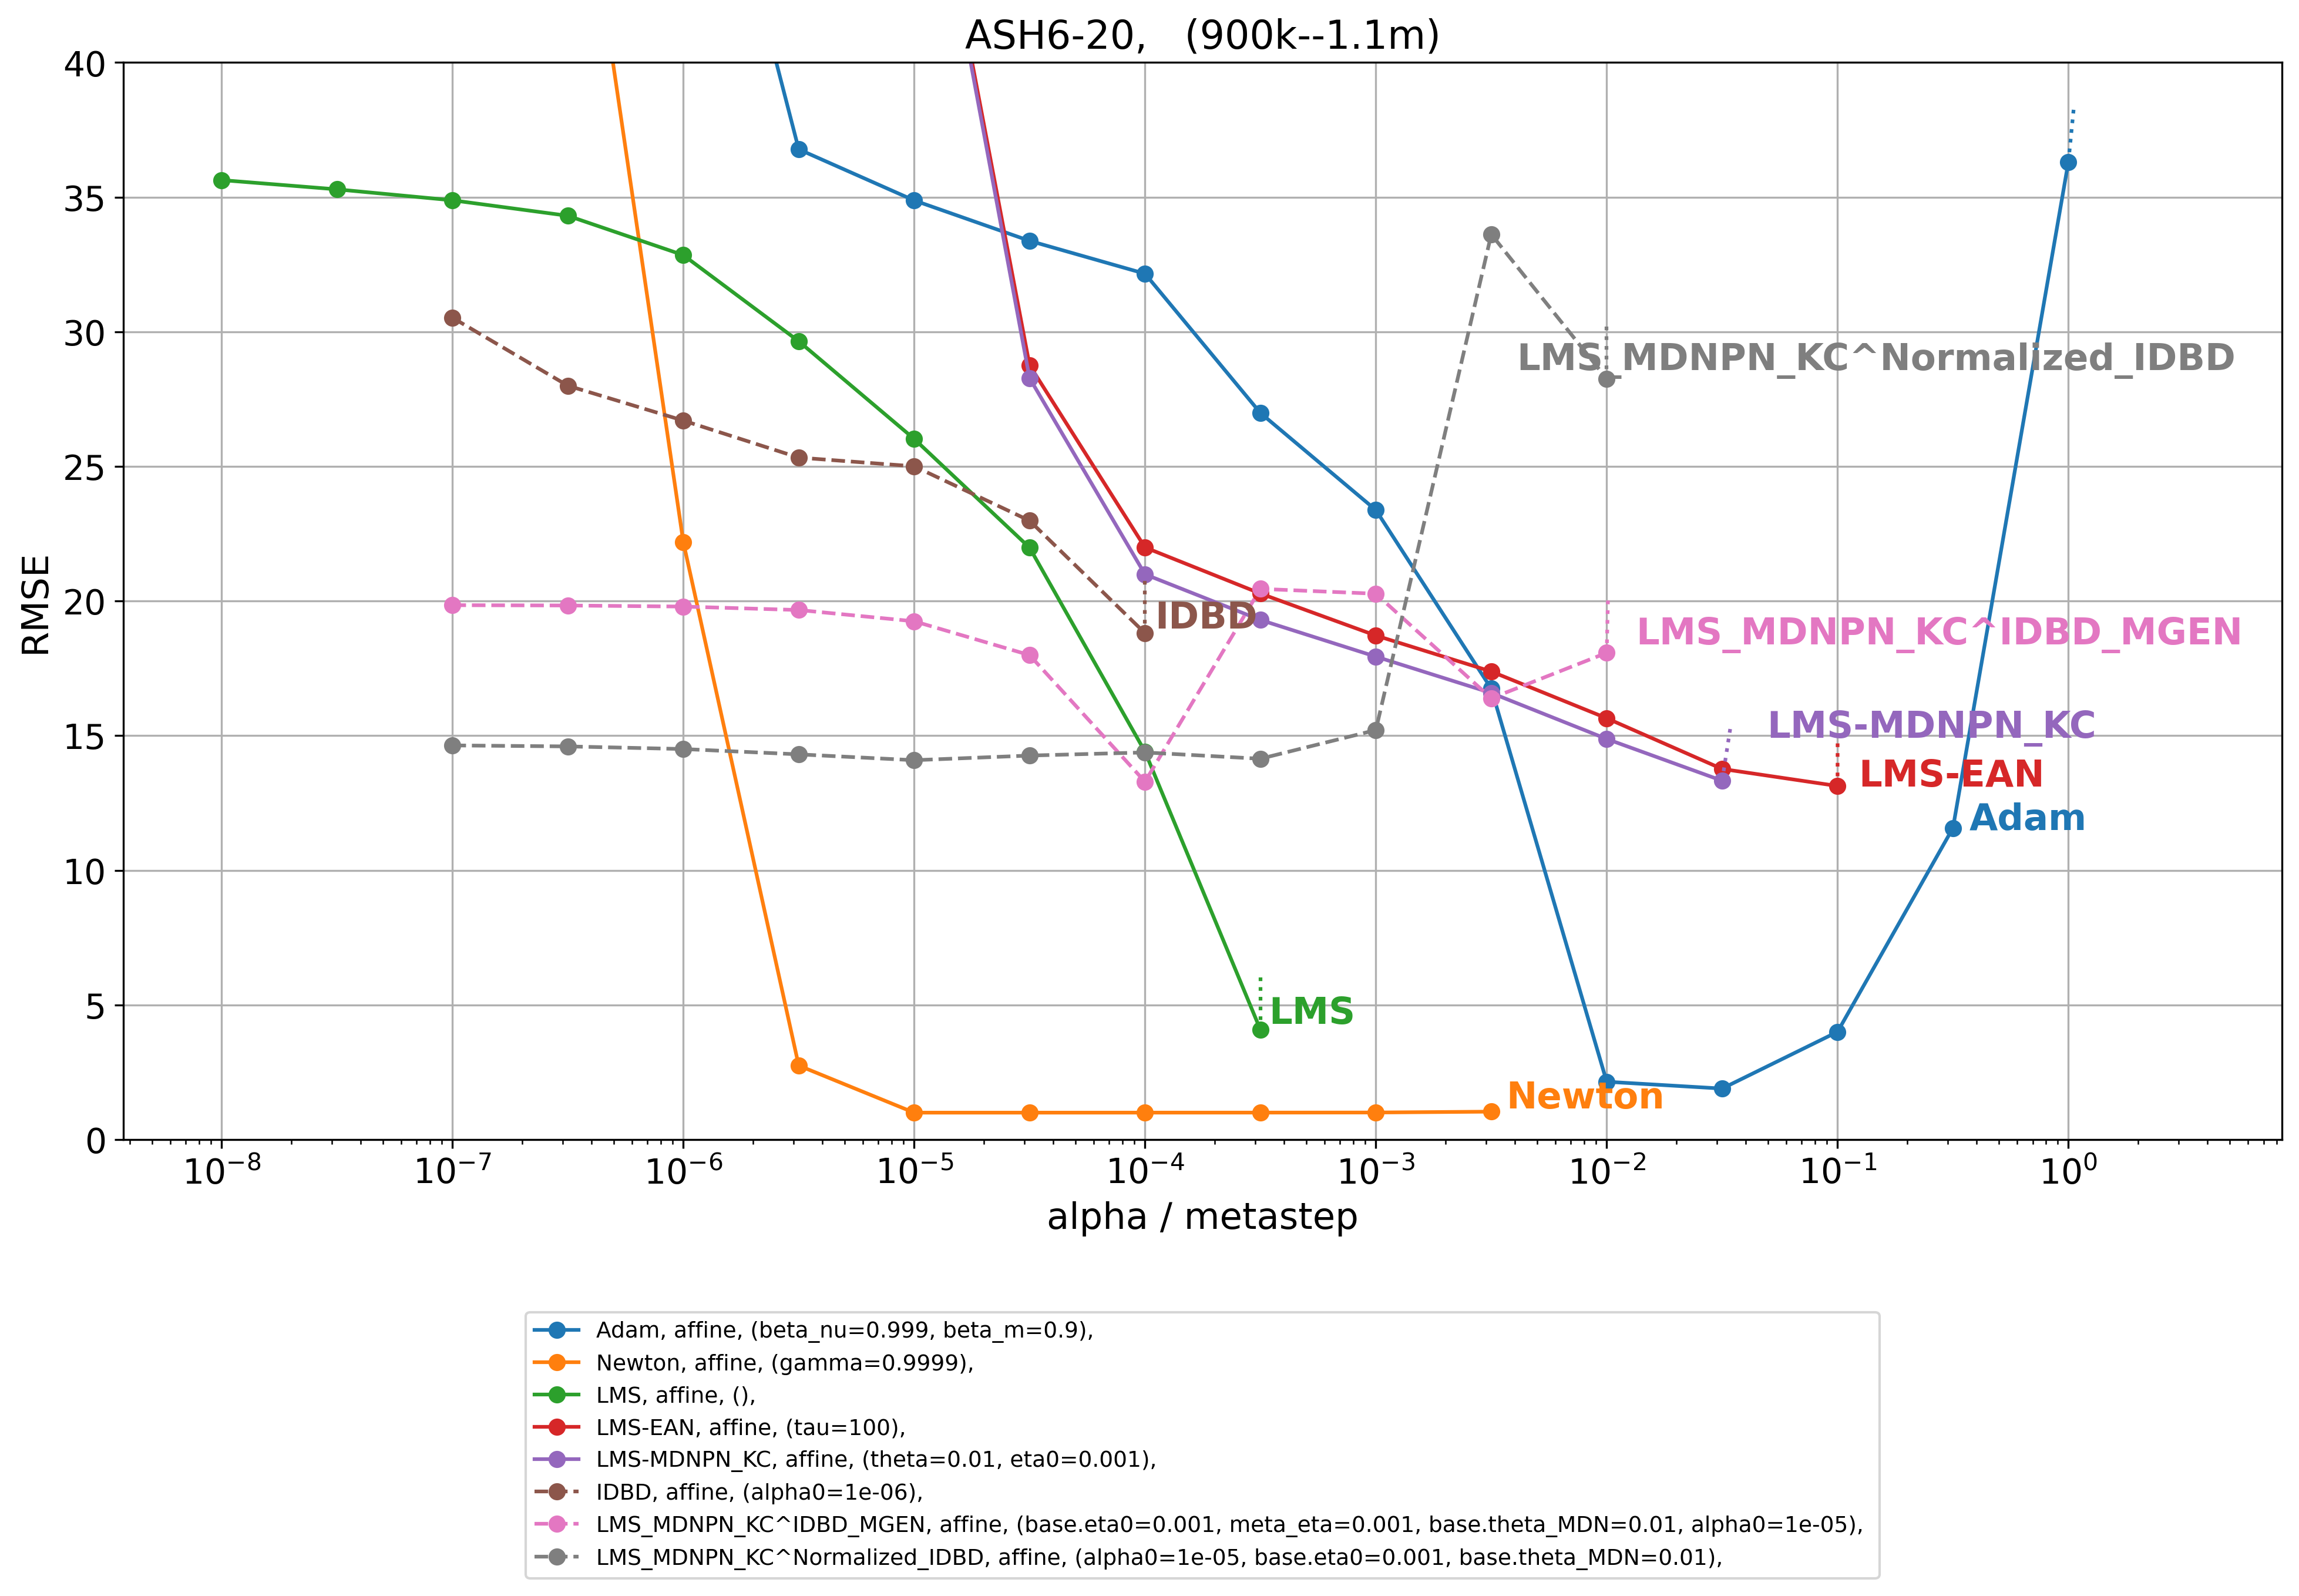 ASH6-20,   (900k--1.1m)
40
35
30
25
20
15
10
5
0
RMSE
LMS_MDNPN_KC^Normalized_IDBD
IDBD
LMS_MDNPN_KC^IDBD_MGEN
LMS-MDNPN_KC
LMS-EAN
Adam
LMS
Newton
10⁻⁸ 10⁻⁷ 10⁻⁶ 10⁻⁵ 10⁻⁴ 10⁻³ 10⁻² 10⁻¹ 10⁰
alpha / metastep
Adam, affine, (beta_nu=0.999, beta_m=0.9),
Newton, affine, (gamma=0.9999),
LMS, affine, (),
LMS-EAN, affine, (tau=100),
LMS-MDNPN_KC, affine, (theta=0.01, eta0=0.001),
IDBD, affine, (alpha0=1e-06),
LMS_MDNPN_KC^IDBD_MGEN, affine, (base.eta0=0.001, meta_eta=0.001, base.theta_MDN=0.01, alpha0=1e-05),
LMS_MDNPN_KC^Normalized_IDBD, affine, (alpha0=1e-05, base.eta0=0.001, base.theta_MDN=0.01),